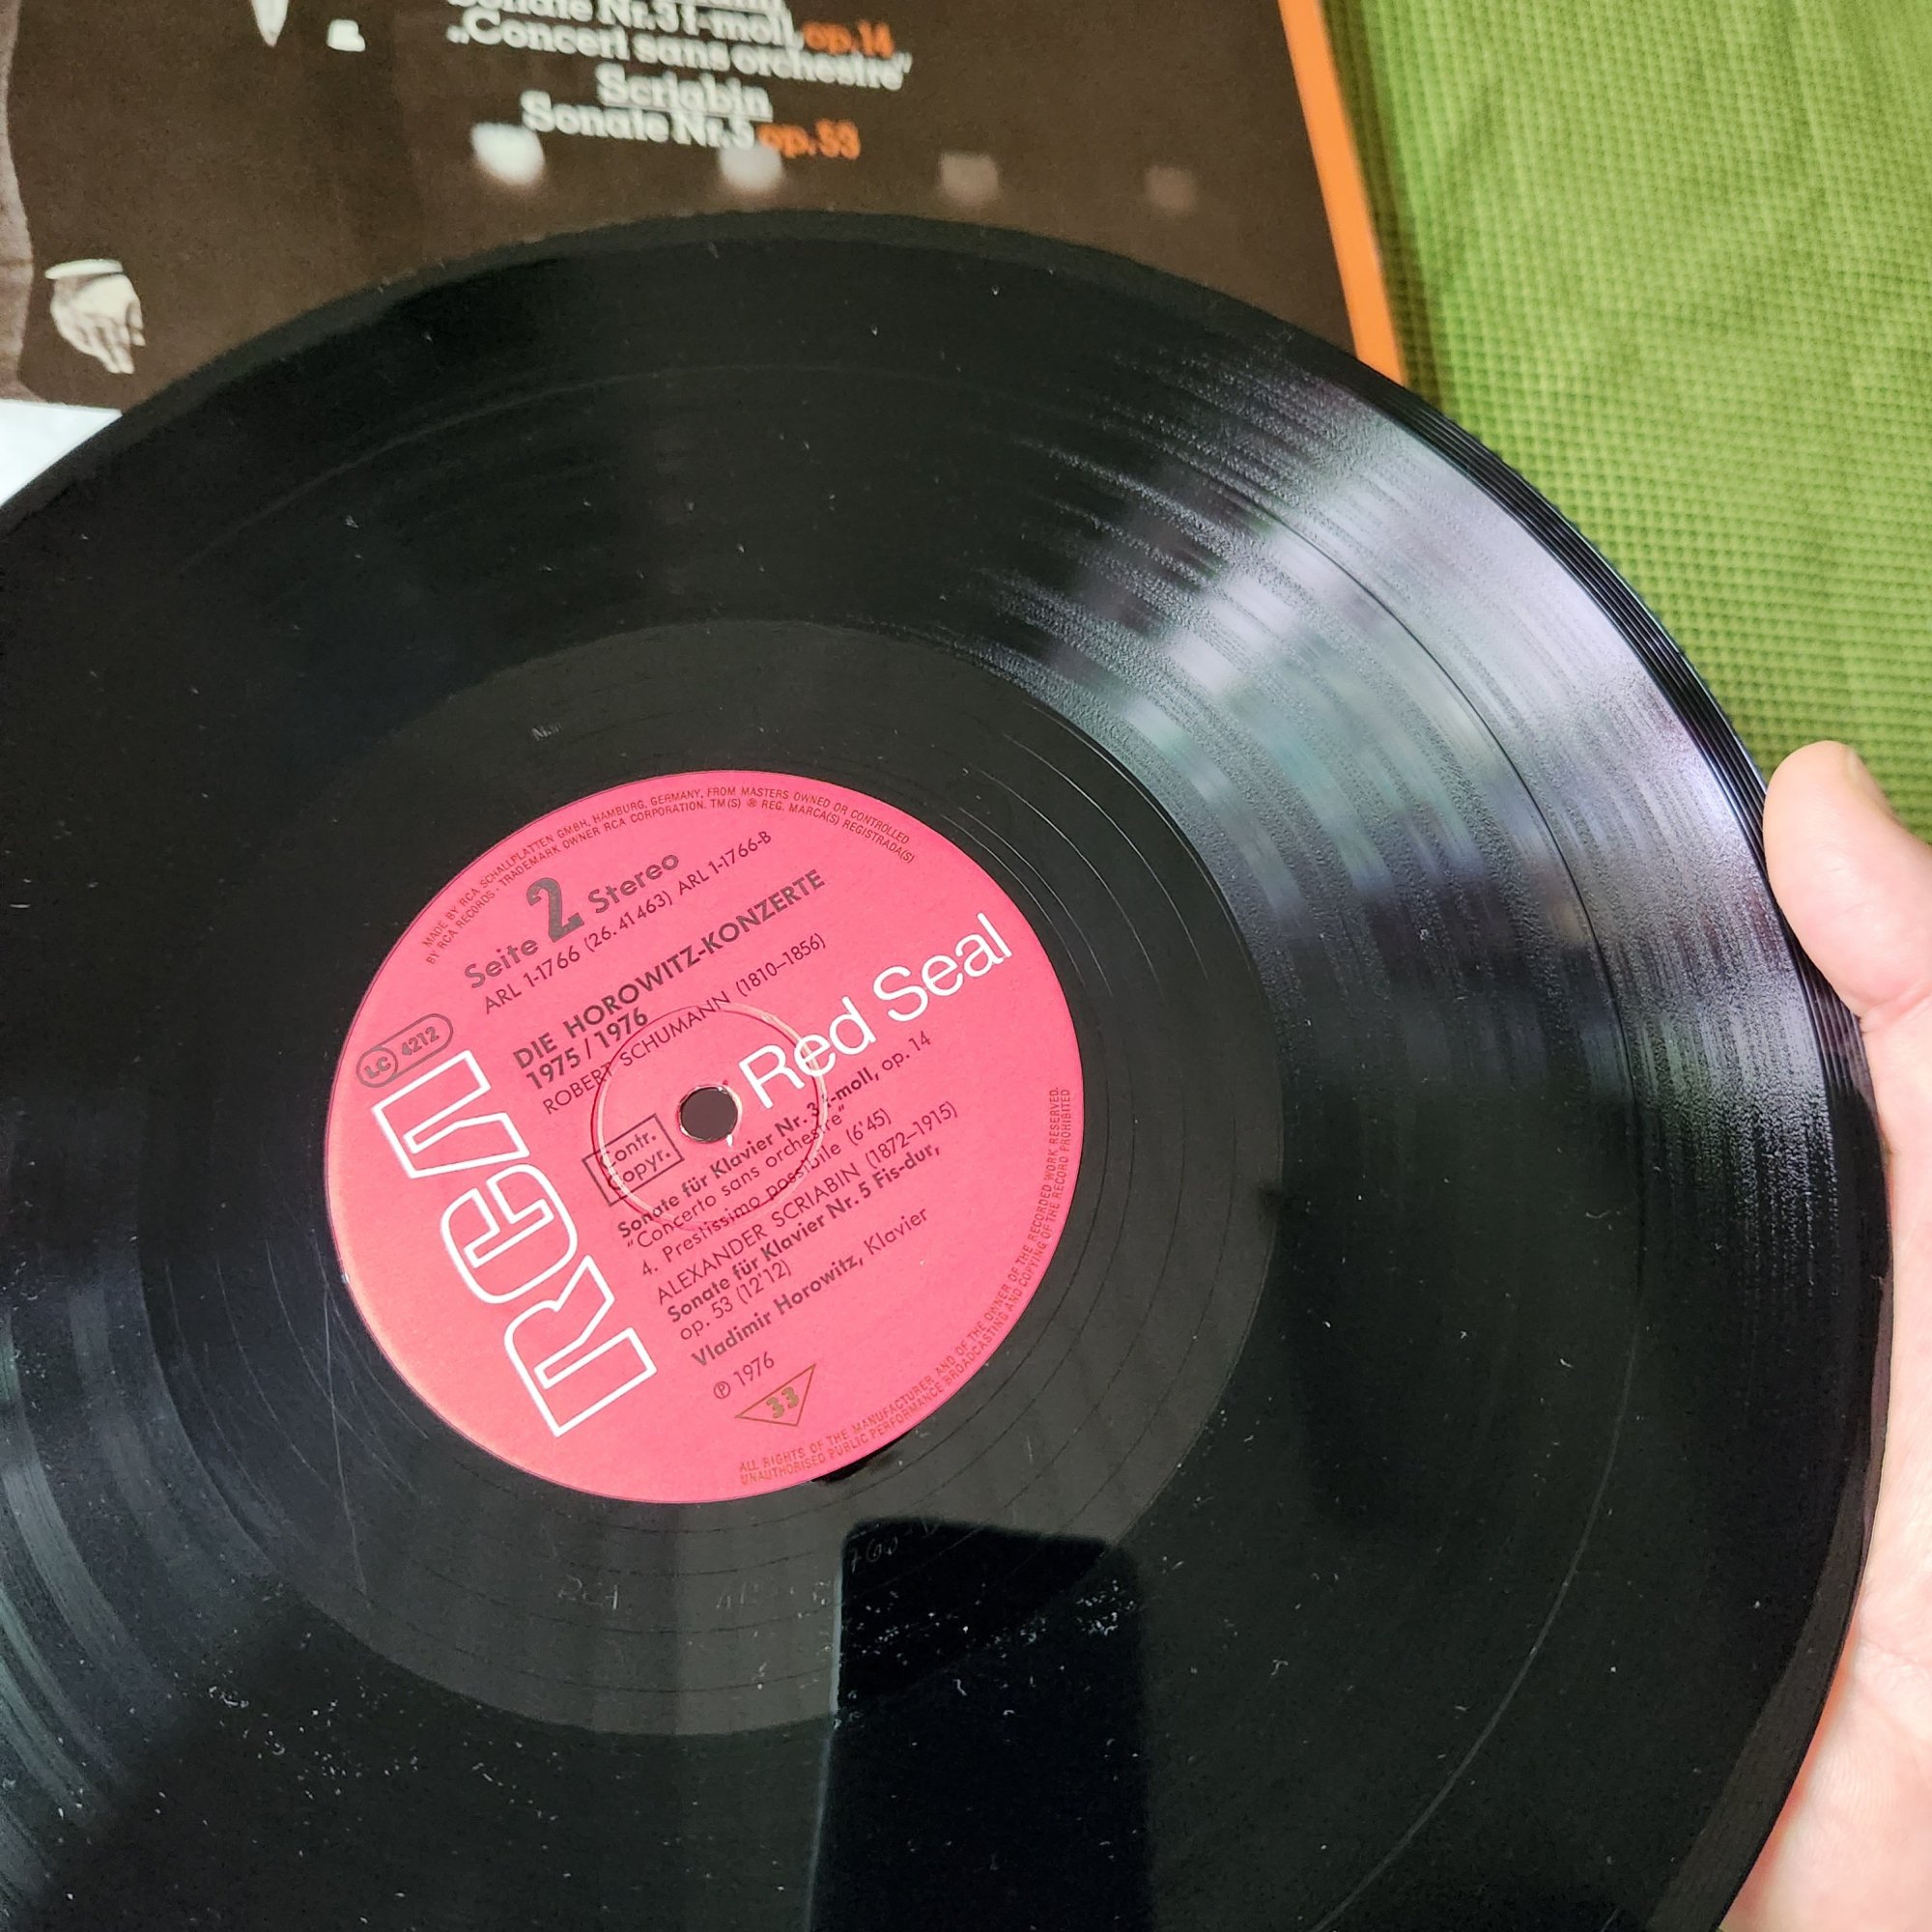 Sonate Nr. 3 f-moll, op. 14
„Concert sans orchestre"
Scriabin
Sonate Nr. 5 op. 53
MADE BY RCA SCHALLPLATTEN GMBH, HAMBURG, GERMANY, FROM MASTERS OWNED OR CONTROLLED
BY RCA RECORDS · TRADEMARK OWNER RCA CORPORATION. TM(S) ® REG. MARCA(S) REGISTRADA(S)
Seite 2 Stereo
ARL 1-1766 (26.41463) ARL 1-1766-B
LC 4212
DIE HOROWITZ-KONZERTE
1975/1976
ROBERT SCHUMANN (1810–1856)
RCA Red Seal
Contr.
Copyr.
Sonate für Klavier Nr. 3 f-moll, op. 14
“Concerto sans orchestre”
4. Prestissimo possibile (6'45)
ALEXANDER SCRIABIN (1872–1915)
Sonate für Klavier Nr. 5 Fis-dur,
op. 53 (12'12)
Vladimir Horowitz, Klavier
℗ 1976
33
ALL RIGHTS OF THE MANUFACTURER AND OF THE OWNER OF THE RECORDED WORK RESERVED.
UNAUTHORISED PUBLIC PERFORMANCE BROADCASTING AND COPYING OF THE RECORD PROHIBITED